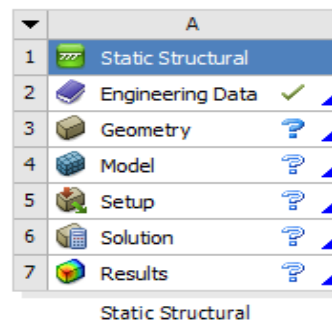 A
1 Static Structural
2 Engineering Data
3 Geometry
4 Model
5 Setup
6 Solution
7 Results
Static Structural